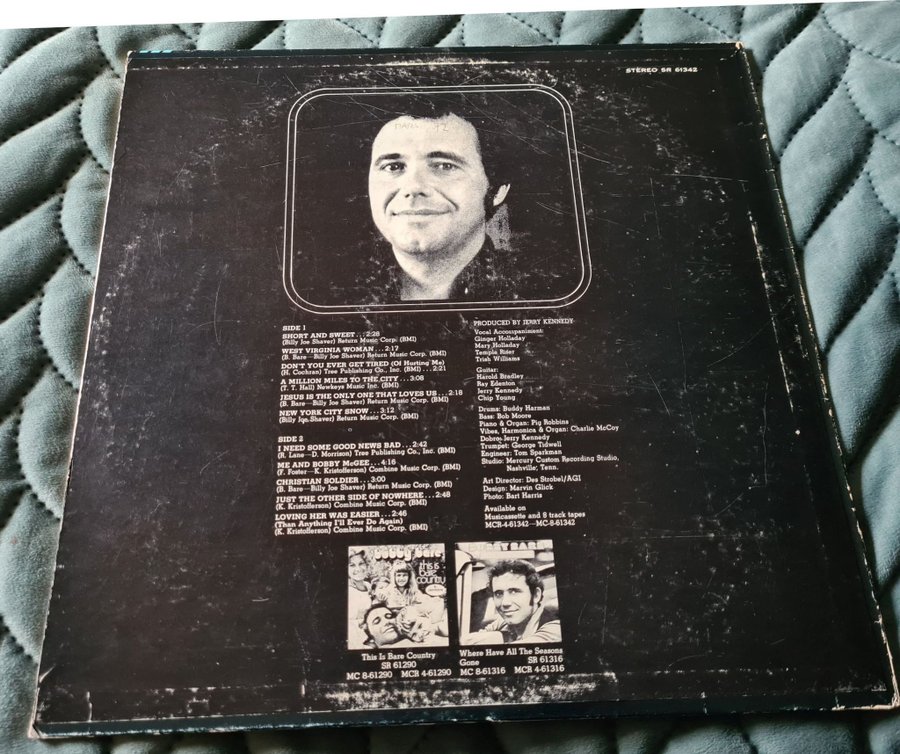 STEREO SR 61342
SIDE 1
SHORT AND SWEET...2:28
(Billy Joe Shaver) Return Music Corp. (BMI)
WEST VIRGINIA WOMAN...2:17
(B. Bare—Billy Joe Shaver) Return Music Corp. (BMI)
DON'T YOU EVER GET TIRED (Of Hurting Me)
(H. Cochran) Tree Publishing Co., Inc. (BMI)...2:21
A MILLION MILES TO THE CITY...3:08
(T. T. Hall) Newkeys Music Inc. (BMI)
JESUS IS THE ONLY ONE THAT LOVES US...2:18
(B. Bare—Billy Joe Shaver) Return Music Corp. (BMI)
NEW YORK CITY SNOW...3:12
(Billy Joe Shaver) Return Music Corp. (BMI)
SIDE 2
I NEED SOME GOOD NEWS BAD...2:42
(R. Lane—D. Morrison) Tree Publishing Co., Inc. (BMI)
ME AND BOBBY McGEE...4:16
(F. Foster—K. Kristofferson) Combine Music Corp. (BMI)
CHRISTIAN SOLDIER...3:00
(B. Bare—Billy Joe Shaver) Return Music Corp. (BMI)
JUST THE OTHER SIDE OF NOWHERE...2:48
(K. Kristofferson) Combine Music Corp. (BMI)
LOVING HER WAS EASIER...2:46
(Than Anything I'll Ever Do Again)
(K. Kristofferson) Combine Music Corp. (BMI)
PRODUCED BY JERRY KENNEDY
Vocal Accompaniment:
Ginger Holladay
Mary Holladay
Temple Riser
Trish Williams
Guitar:
Harold Bradley
Ray Edenton
Jerry Kennedy
Chip Young
Drums: Buddy Harman
Bass: Bob Moore
Piano & Organ: Pig Robbins
Vibes, Harmonica & Organ: Charlie McCoy
Dobro: Jerry Kennedy
Trumpet: George Tidwell
Engineer: Tom Sparkman
Studio: Mercury Custom Recording Studio,
Nashville, Tenn.
Art Director: Des Strobel/AGI
Design: Marvin Glick
Photo: Bart Harris
Available on
Musicassette and 8 track tapes
MCR-4-61342—MC-8-61342
bobby bare
this is
bare
country
BOBBY BARE
This Is Bare Country
SR 61290
MC 8-61290 MCR 4-61290
Where Have All The Seasons
Gone SR 61316
MC 8-61316 MCR 4-61316